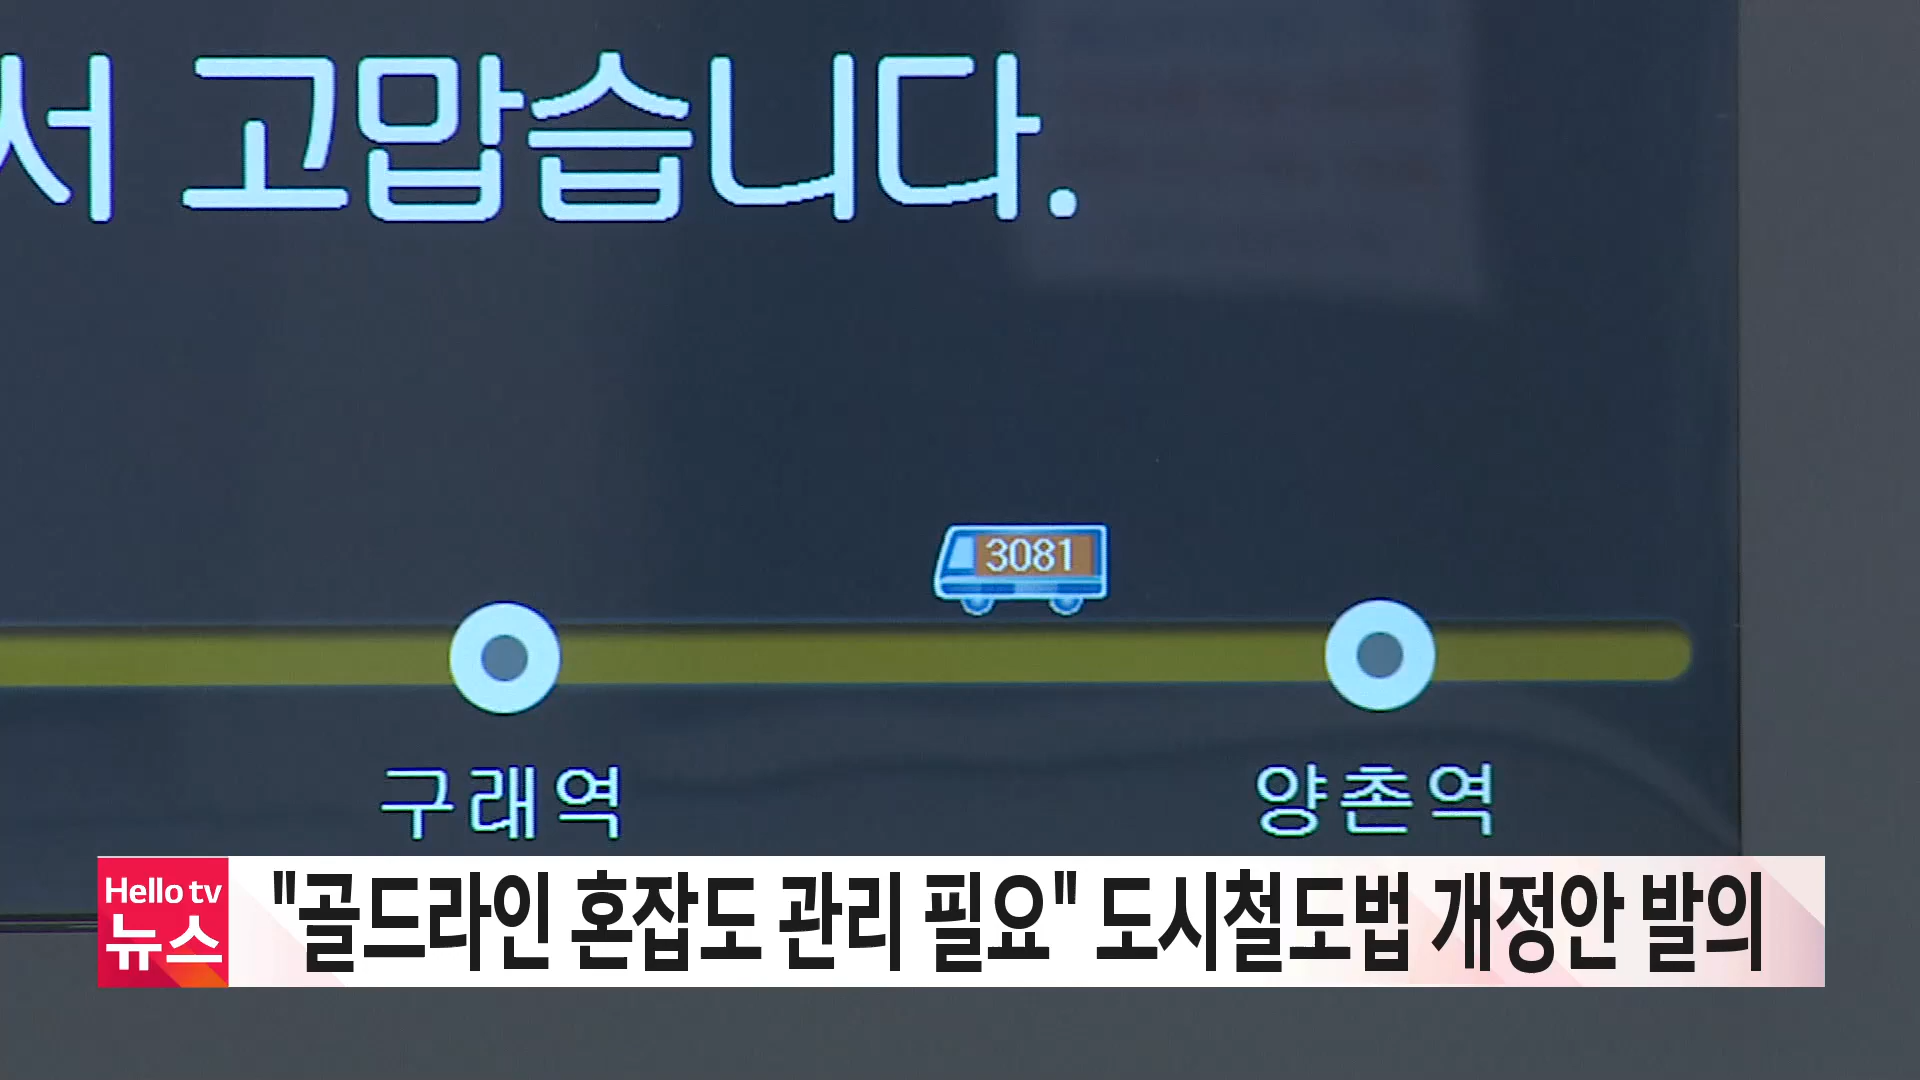 서 고맙습니다.
3081
구래역
양촌역
Hello tv
뉴스
"골드라인 혼잡도 관리 필요" 도시철도법 개정안 발의